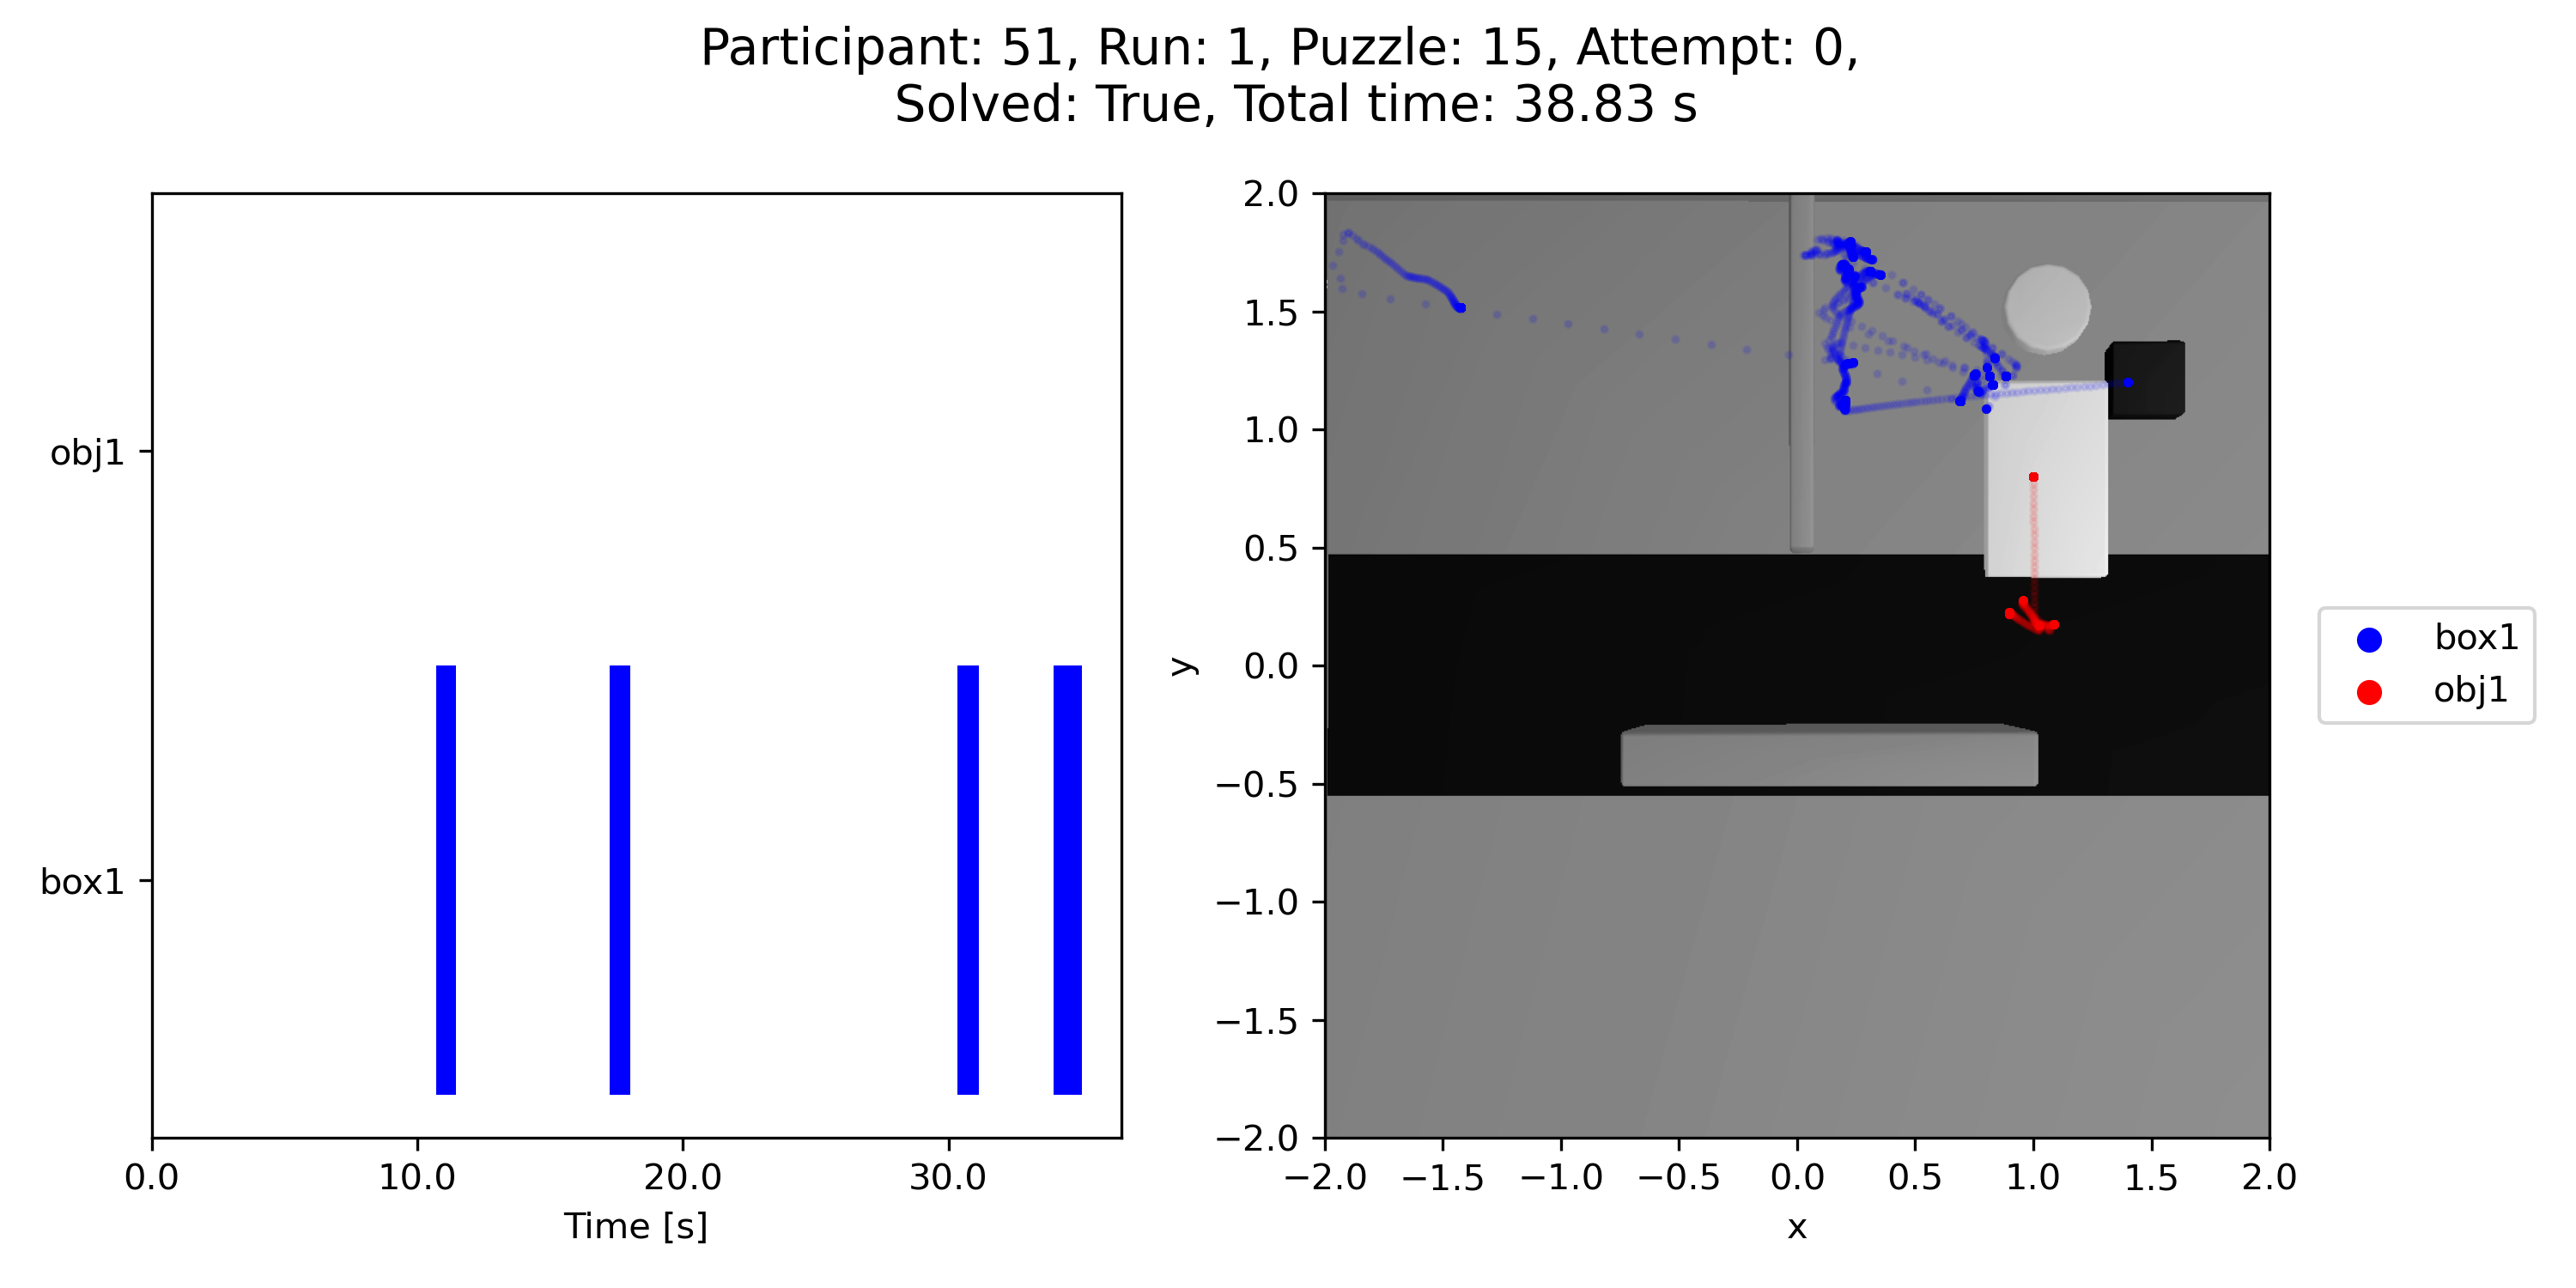 Participant: 51, Run: 1, Puzzle: 15, Attempt: 0,
Solved: True, Total time: 38.83 s
obj1
box1
0.0 10.0 20.0 30.0
Time [s]
2.0
1.5
1.0
0.5
0.0
−0.5
−1.0
−1.5
−2.0
y
−2.0 −1.5 −1.0 −0.5 0.0 0.5 1.0 1.5 2.0
x
box1
obj1